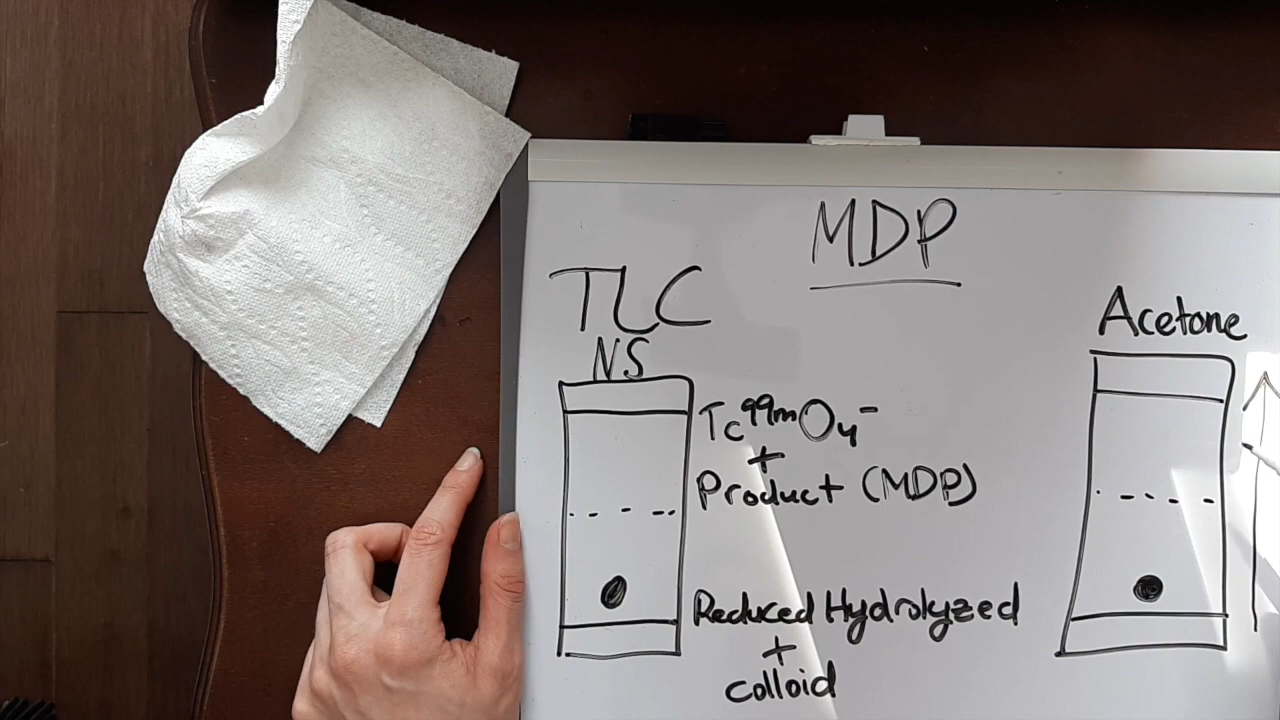 MDP
TLC
NS
Tc99mO4-
+
Product (MDP)
Reduced Hydrolyzed
+
colloid
Acetone